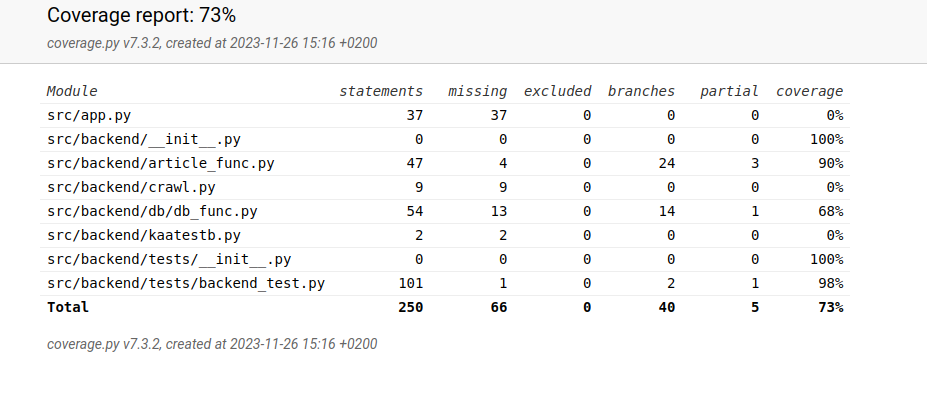 Coverage report: 73%
coverage.py v7.3.2, created at 2023-11-26 15:16 +0200
Module statements missing excluded branches partial coverage
src/app.py 37 37 0 0 0 0%
src/backend/__init__.py 0 0 0 0 0 100%
src/backend/article_func.py 47 4 0 24 3 90%
src/backend/crawl.py 9 9 0 0 0 0%
src/backend/db/db_func.py 54 13 0 14 1 68%
src/backend/kaatestb.py 2 2 0 0 0 0%
src/backend/tests/__init__.py 0 0 0 0 0 100%
src/backend/tests/backend_test.py 101 1 0 2 1 98%
Total 250 66 0 40 5 73%
coverage.py v7.3.2, created at 2023-11-26 15:16 +0200